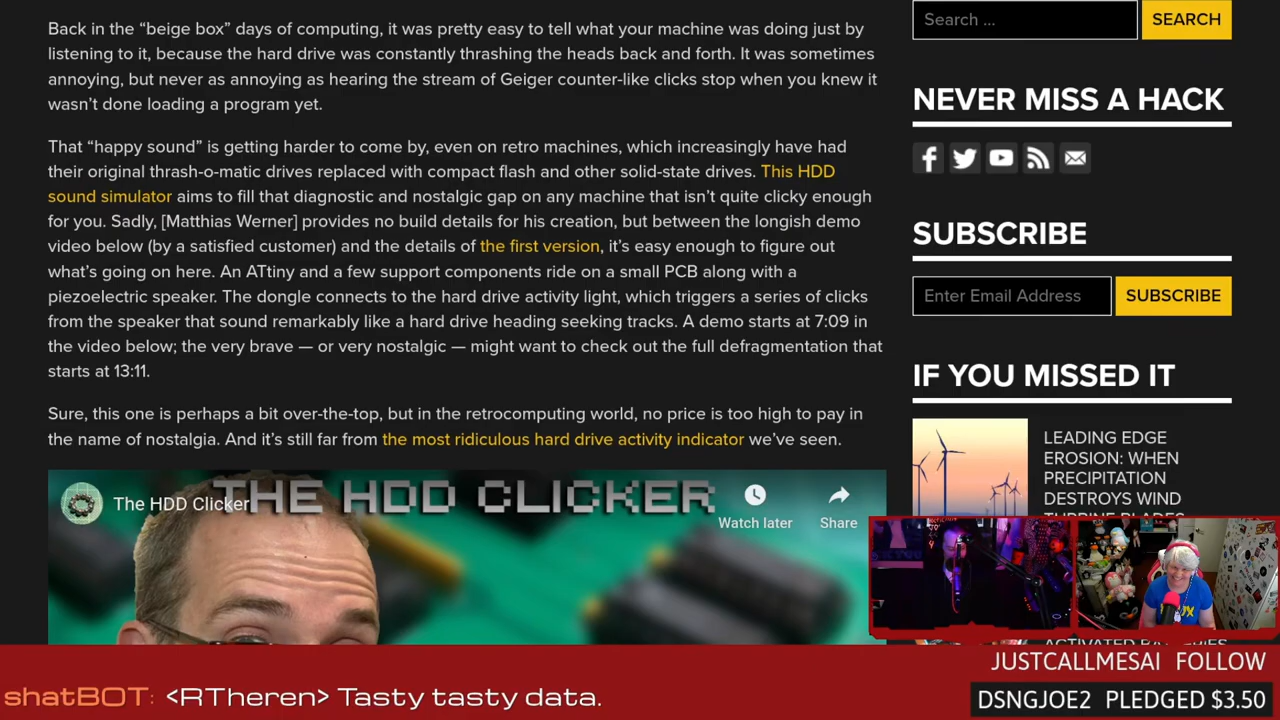 Back in the “beige box” days of computing, it was pretty easy to tell what your machine was doing just by
listening to it, because the hard drive was constantly thrashing the heads back and forth. It was sometimes
annoying, but never as annoying as hearing the stream of Geiger counter-like clicks stop when you knew it
wasn’t done loading a program yet.
That “happy sound” is getting harder to come by, even on retro machines, which increasingly have had
their original thrash-o-matic drives replaced with compact flash and other solid-state drives. This HDD
sound simulator aims to fill that diagnostic and nostalgic gap on any machine that isn’t quite clicky enough
for you. Sadly, [Matthias Werner] provides no build details for his creation, but between the longish demo
video below (by a satisfied customer) and the details of the first version, it’s easy enough to figure out
what’s going on here. An ATtiny and a few support components ride on a small PCB along with a
piezoelectric speaker. The dongle connects to the hard drive activity light, which triggers a series of clicks
from the speaker that sound remarkably like a hard drive heading seeking tracks. A demo starts at 7:09 in
the video below; the very brave — or very nostalgic — might want to check out the full defragmentation that
starts at 13:11.
Sure, this one is perhaps a bit over-the-top, but in the retrocomputing world, no price is too high to pay in
the name of nostalgia. And it’s still far from the most ridiculous hard drive activity indicator we’ve seen.
The HDD Clicker
THE HDD CLICKER
Watch later
Share
Search ...
SEARCH
NEVER MISS A HACK
SUBSCRIBE
Enter Email Address
SUBSCRIBE
IF YOU MISSED IT
LEADING EDGE
EROSION: WHEN
PRECIPITATION
DESTROYS WIND
TURBINE BLADES
JUSTCALLMESAI FOLLOW
shatBOT: <RTheren> Tasty tasty data.
DSNGJOE2 PLEDGED $3.50